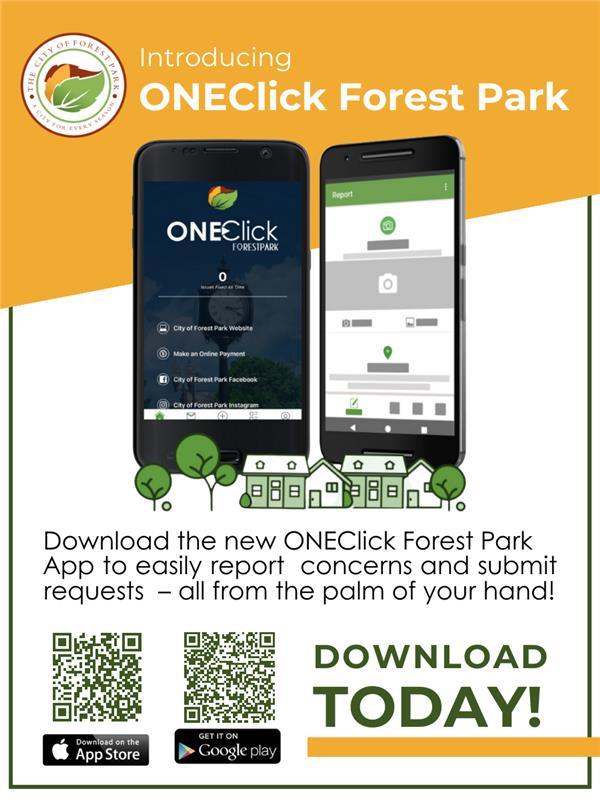 THE CITY OF FOREST PARK
A CITY FOR EVERY SEASON
Introducing
ONEClick Forest Park
ONEClick
FORESTPARK
0
Issues Fixed All Time
City of Forest Park Website
Make an Online Payment
City of Forest Park Facebook
City of Forest Park Instagram
Report
Download the new ONEClick Forest Park
App to easily report  concerns and submit
requests  – all from the palm of your hand!
Download on the
App Store
GET IT ON
Google play
DOWNLOAD
TODAY!